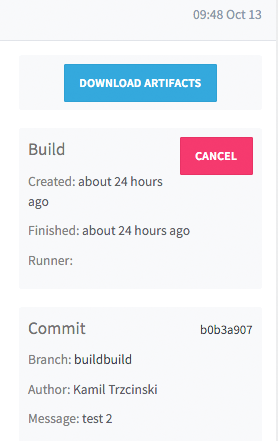 09:48 Oct 13
DOWNLOAD ARTIFACTS
Build
CANCEL
Created: about 24 hours
ago
Finished: about 24 hours ago
Runner:
Commit
b0b3a907
Branch: buildbuild
Author: Kamil Trzcinski
Message: test 2